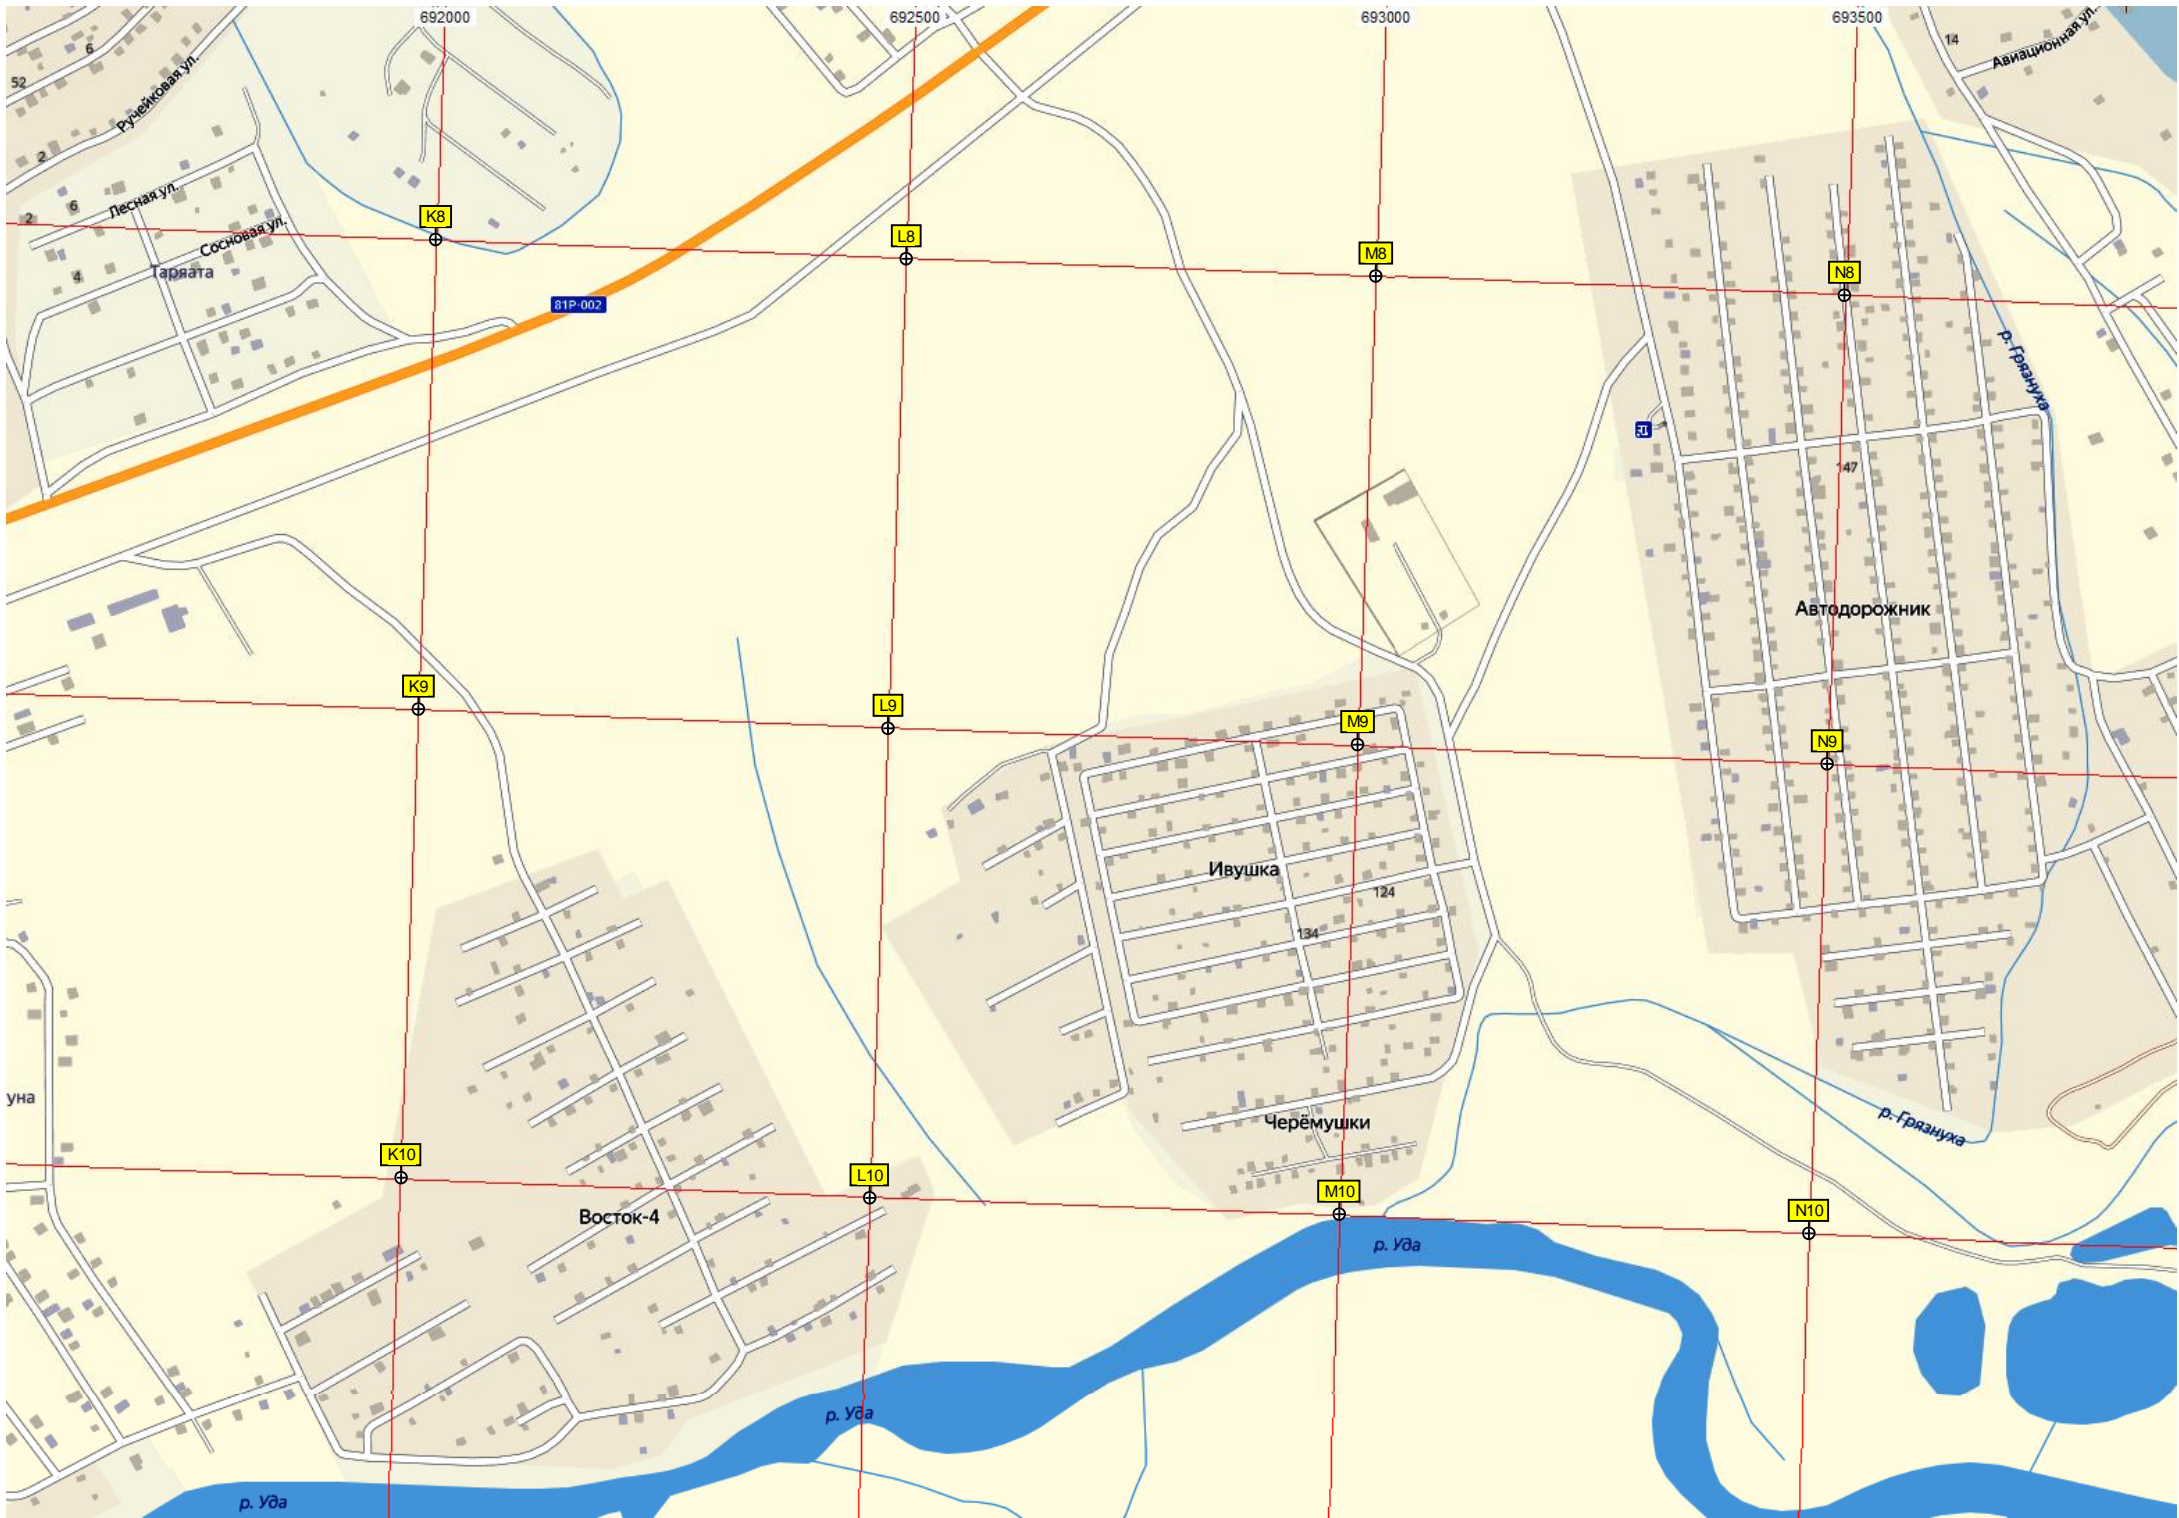 692000
692500
693000
693500
6
14
Авиационная ул.
52
Ручейковая ул.
2
Лесная ул.
6
2
K8
Сосновая ул.
L8
M8
N8
4
Таряата
81Р-002
р. Грязнуха
147
Автодорожник
K9
L9
M9
N9
Ивушка
124
134
уна
Черёмушки
р. Грязнуха
K10
L10
M10
N10
Восток-4
р. Уда
р. Уда
р. Уда